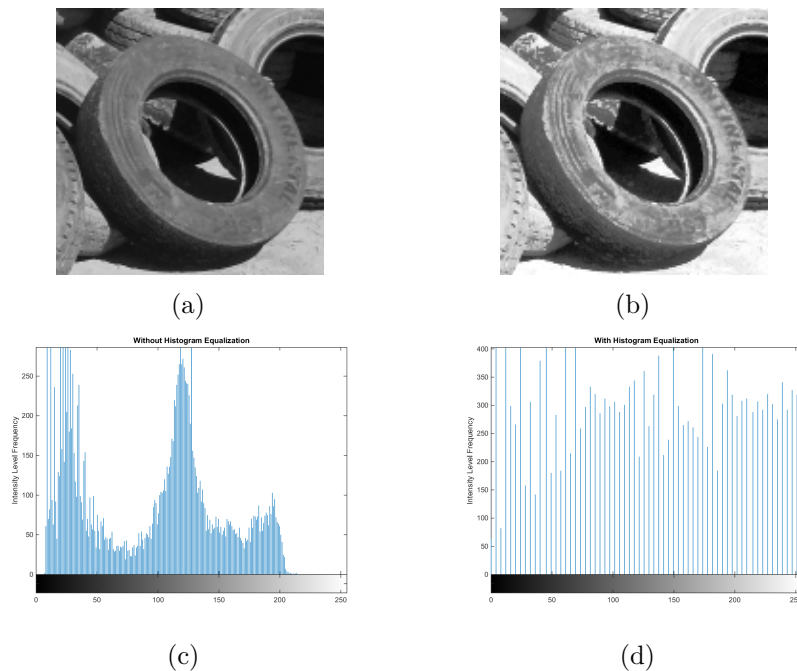 (a)
(b)
Without Histogram Equalization
Intensity Level Frequency
250
200
150
100
50
0
0 50 100 150 200 250
(c)
With Histogram Equalization
Intensity Level Frequency
400
350
300
250
200
150
100
50
0
0 50 100 150 200 250
(d)